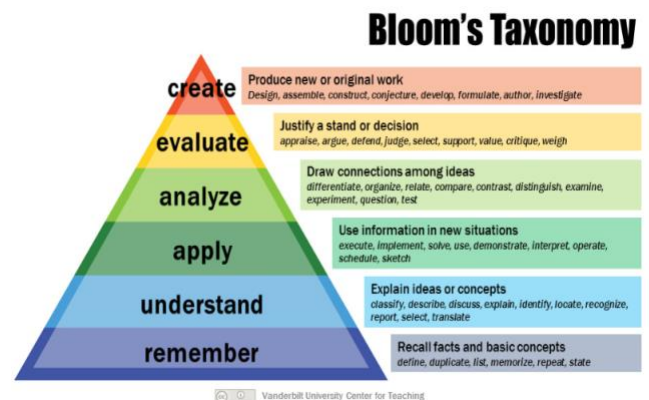 Bloom's Taxonomy
create
Produce new or original work
Design, assemble, construct, conjecture, develop, formulate, author, investigate
evaluate
Justify a stand or decision
appraise, argue, defend, judge, select, support, value, critique, weigh
analyze
Draw connections among ideas
differentiate, organize, relate, compare, contrast, distinguish, examine,
experiment, question, test
apply
Use information in new situations
execute, implement, solve, use, demonstrate, interpret, operate,
schedule, sketch
understand
Explain ideas or concepts
classify, describe, discuss, explain, identify, locate, recognize,
report, select, translate
remember
Recall facts and basic concepts
define, duplicate, list, memorize, repeat, state
Vanderbilt University Center for Teaching